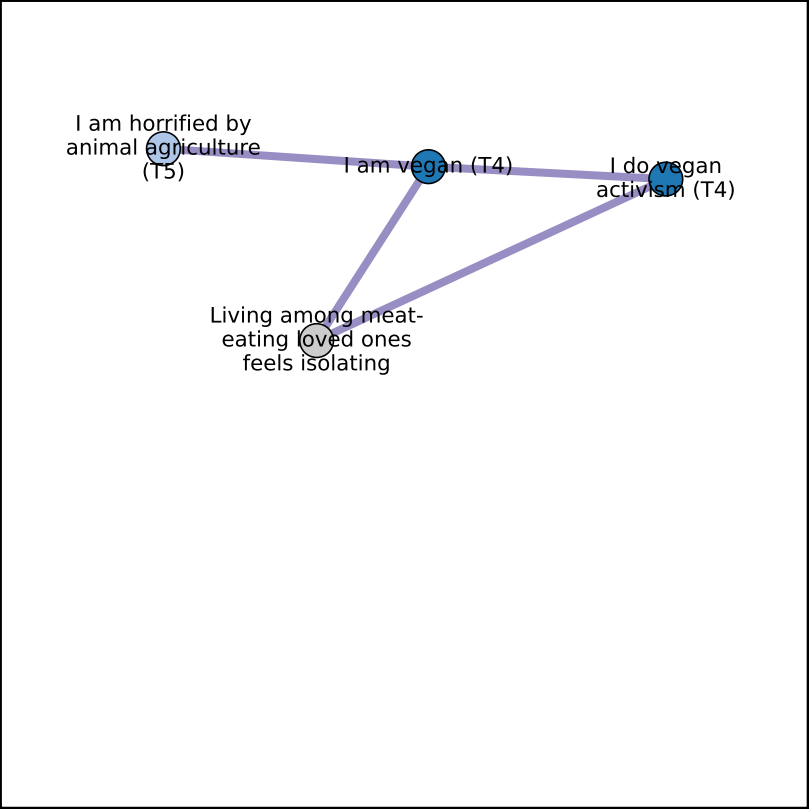 I am horrified by
animal agriculture
(T5)
I am vegan (T4)
I do vegan
activism (T4)
Living among meat-
eating loved ones
feels isolating